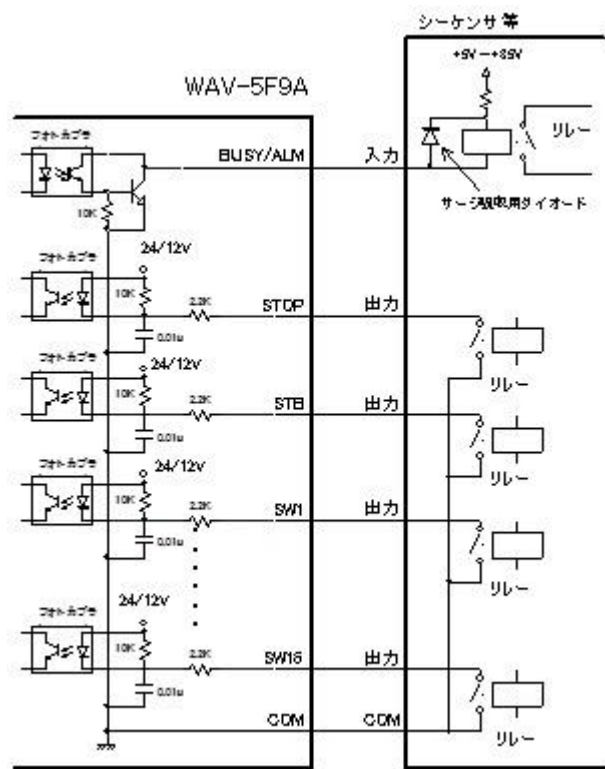 シーケンサ等
+5V-+35V
WAV-5F9A
フォトカプラ
BUSY/ALM
入力
リレー
10K
サージ吸収用ダイオード
24/12V
フォトカプラ
10K
2.2K
STOP
出力
0.01u
リレー
24/12V
フォトカプラ
10K
2.2K
STB
出力
0.01u
リレー
24/12V
フォトカプラ
10K
2.2K
SW1
出力
0.01u
リレー
24/12V
フォトカプラ
10K
2.2K
出力
0.01u
COM
COM
リレー